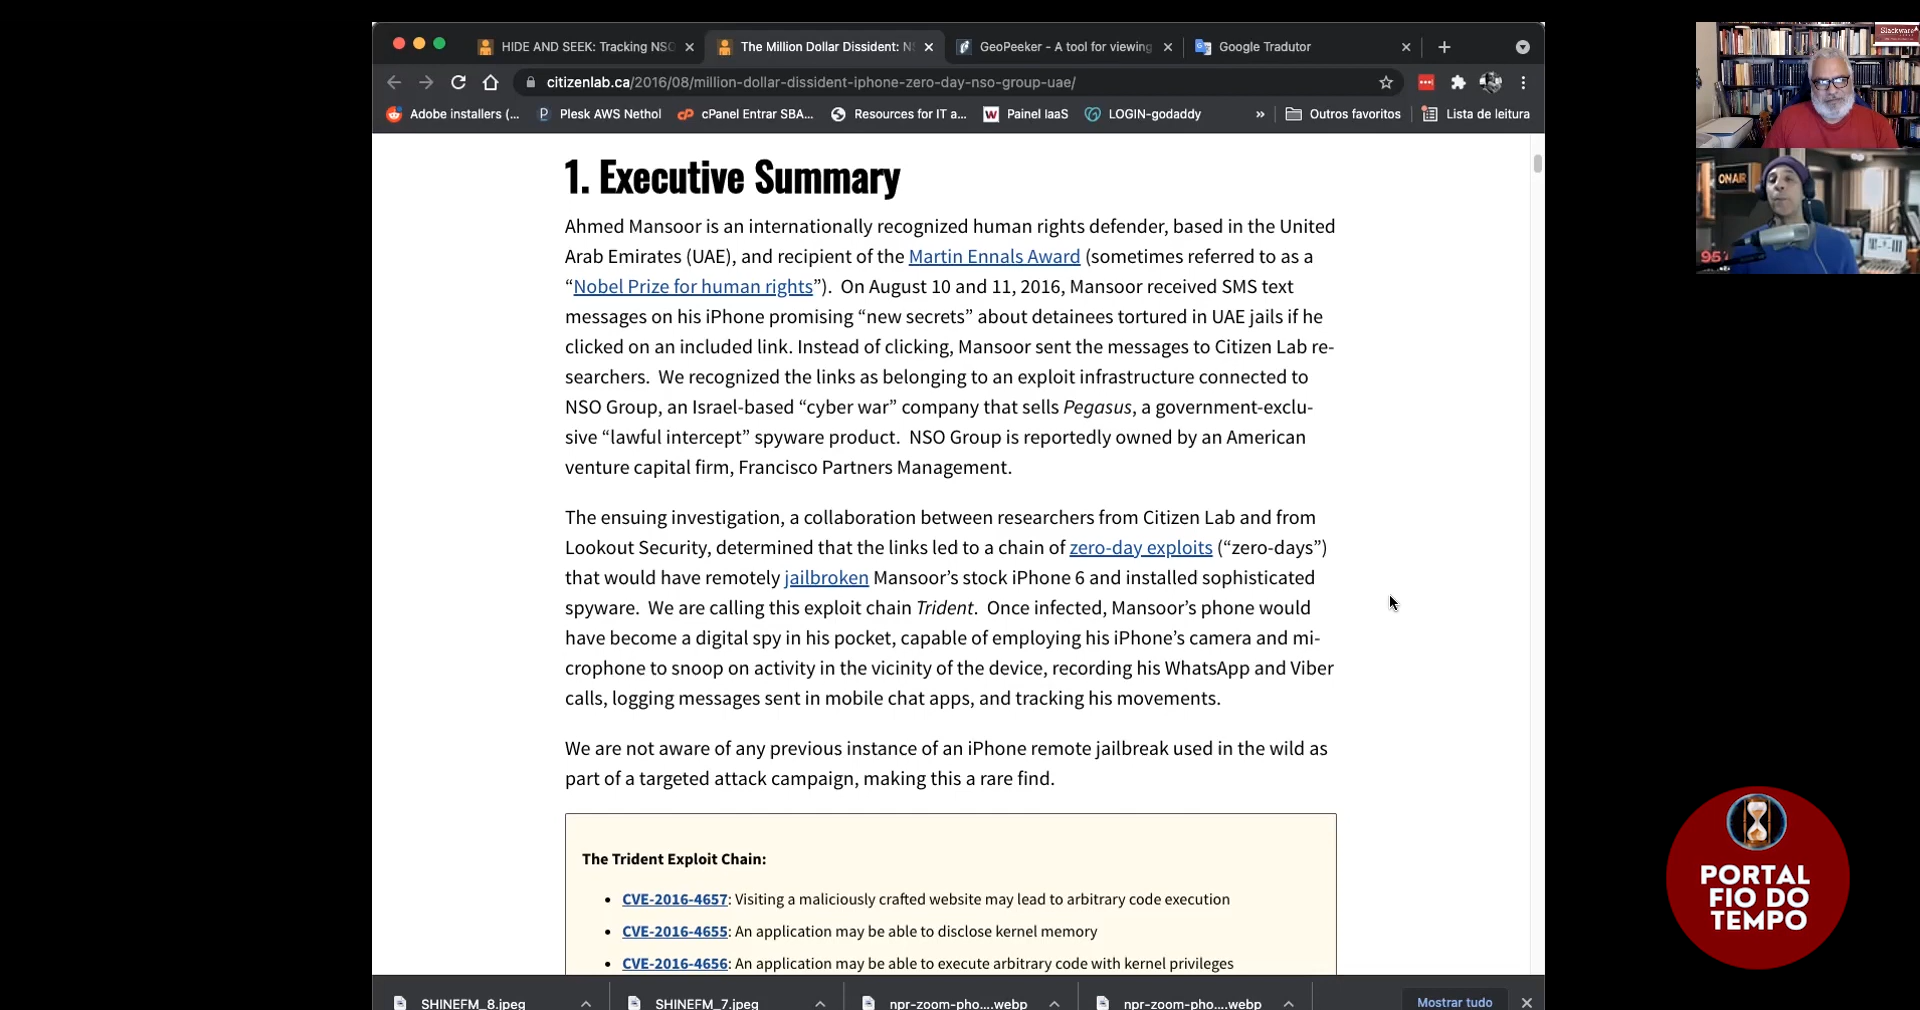 HIDE AND SEEK: Tracking NSO
The Million Dollar Dissident: NS
GeoPeeker - A tool for viewing
Google Tradutor
citizenlab.ca/2016/08/million-dollar-dissident-iphone-zero-day-nso-group-uae/
Adobe installers (...
Plesk AWS Nethol
cPanel Entrar SBA...
Resources for IT a...
Painel IaaS
LOGIN-godaddy
»
Outros favoritos
Lista de leitura
1. Executive Summary
Ahmed Mansoor is an internationally recognized human rights defender, based in the United
Arab Emirates (UAE), and recipient of the Martin Ennals Award (sometimes referred to as a
“Nobel Prize for human rights”). On August 10 and 11, 2016, Mansoor received SMS text
messages on his iPhone promising “new secrets” about detainees tortured in UAE jails if he
clicked on an included link. Instead of clicking, Mansoor sent the messages to Citizen Lab re-
searchers. We recognized the links as belonging to an exploit infrastructure connected to
NSO Group, an Israel-based “cyber war” company that sells Pegasus, a government-exclu-
sive “lawful intercept” spyware product. NSO Group is reportedly owned by an American
venture capital firm, Francisco Partners Management.
The ensuing investigation, a collaboration between researchers from Citizen Lab and from
Lookout Security, determined that the links led to a chain of zero-day exploits (“zero-days”)
that would have remotely jailbroken Mansoor’s stock iPhone 6 and installed sophisticated
spyware. We are calling this exploit chain Trident. Once infected, Mansoor’s phone would
have become a digital spy in his pocket, capable of employing his iPhone’s camera and mi-
crophone to snoop on activity in the vicinity of the device, recording his WhatsApp and Viber
calls, logging messages sent in mobile chat apps, and tracking his movements.
We are not aware of any previous instance of an iPhone remote jailbreak used in the wild as
part of a targeted attack campaign, making this a rare find.
The Trident Exploit Chain:
• CVE-2016-4657: Visiting a maliciously crafted website may lead to arbitrary code execution
• CVE-2016-4655: An application may be able to disclose kernel memory
• CVE-2016-4656: An application may be able to execute arbitrary code with kernel privileges
SHINEFM_8.jpeg
SHINEFM_7.jpeg
npr-zoom-pho....webp
npr-zoom-pho....webp
Mostrar tudo
Slackware
ON AIR
95
PORTAL
FIO DO
TEMPO